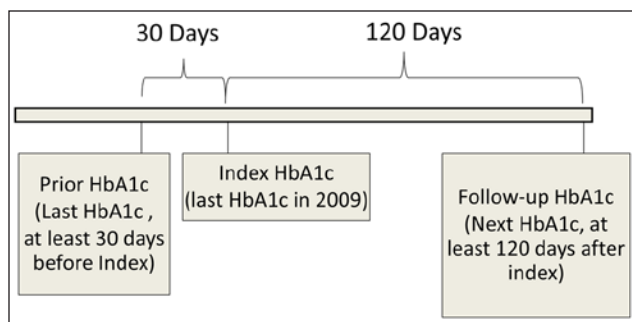 30 Days
120 Days
Prior HbA1c
(Last HbA1c ,
at least 30 days
before Index)
Index HbA1c
(last HbA1c in 2009)
Follow-up HbA1c
(Next HbA1c, at
least 120 days after
index)